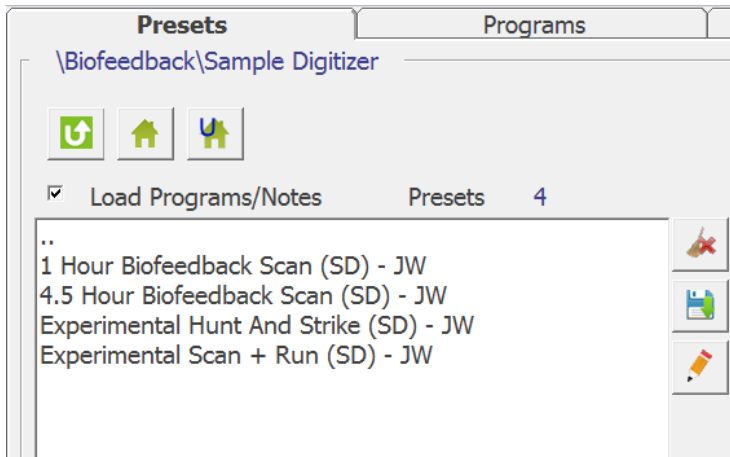 Presets
Programs
\Biofeedback\Sample Digitizer
U
Load Programs/Notes
Presets 4
..
1 Hour Biofeedback Scan (SD) - JW
4.5 Hour Biofeedback Scan (SD) - JW
Experimental Hunt And Strike (SD) - JW
Experimental Scan + Run (SD) - JW